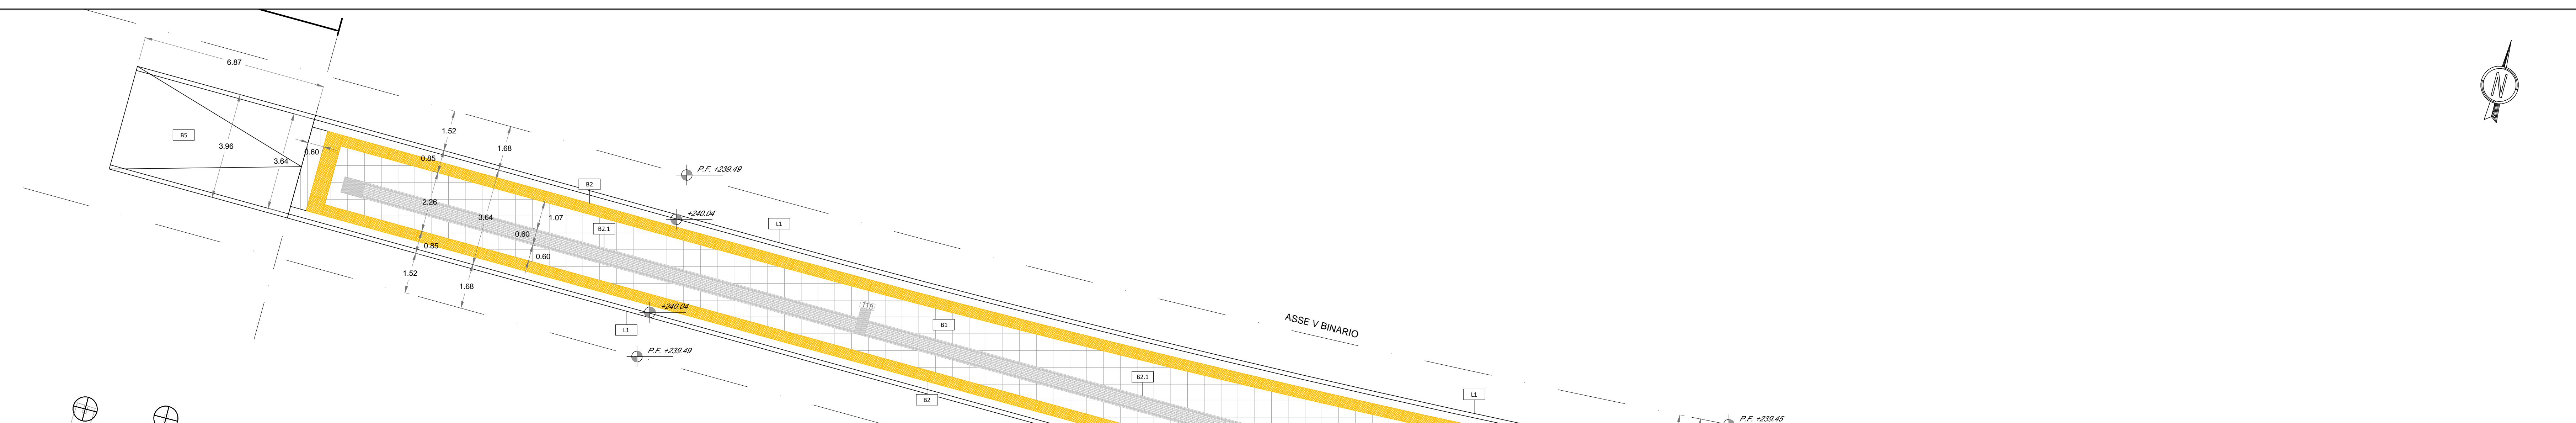 6.87
B5
3.96
3.64
0.60
1.52
1.68
0.85
2.26
3.64
1.07
0.60
0.60
0.85
1.52
1.68
B2
B2.1
P.F. +239.49
+240.04
L1
+240.04
L1
P.F. +239.49
TTB
B1
B2
B2.1
ASSE V BINARIO
L1
P.F. +239.45
N